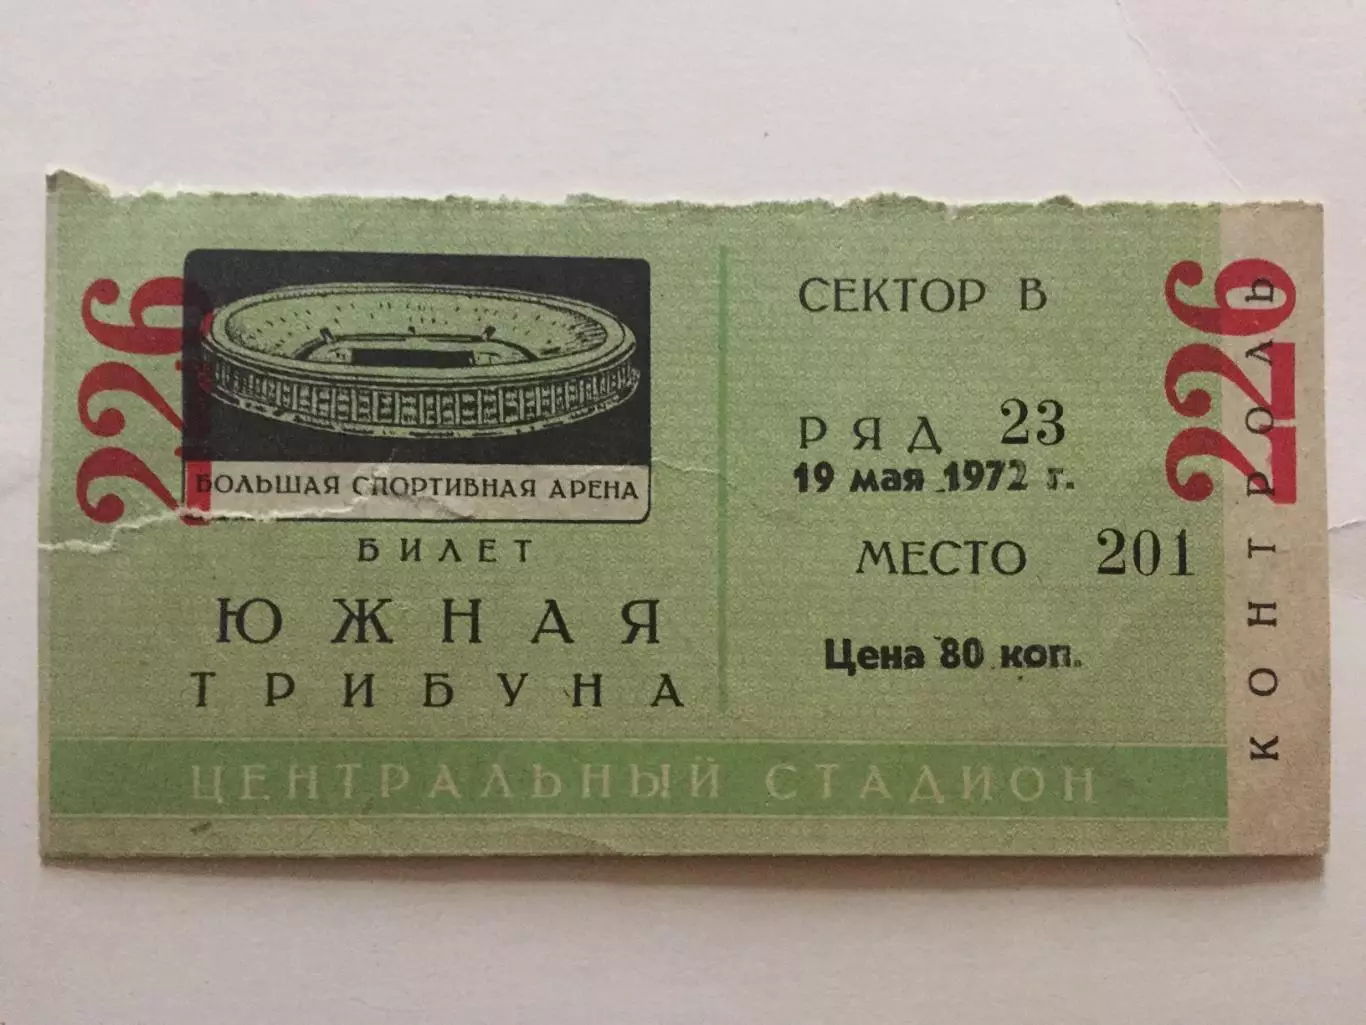 226
БОЛЬШАЯ СПОРТИВНАЯ АРЕНА
БИЛЕТ
ЮЖНАЯ
ТРИБУНА
СЕКТОР В
РЯД 23
19 мая 1972 г.
МЕСТО 201
Цена 80 коп.
ЦЕНТРАЛЬНЫЙ СТАДИОН
226
КОНТРОЛЬ